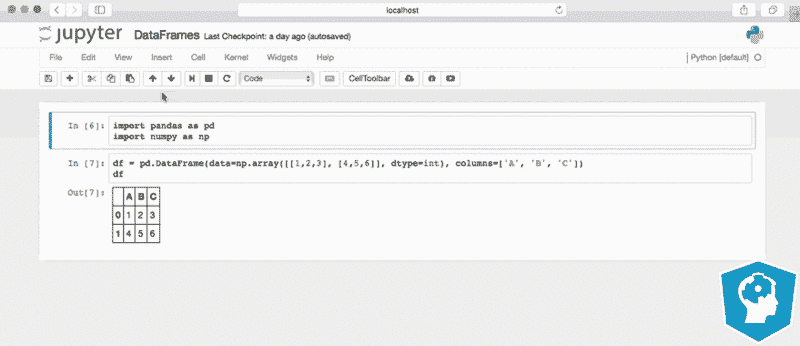 localhost
jupyter DataFrames Last Checkpoint: a day ago (autosaved)
File Edit View Insert Cell Kernel Widgets Help Python [default]
Code CellToolbar
In [6]: import pandas as pd
import numpy as np
In [7]: df = pd.DataFrame(data=np.array([[1,2,3], [4,5,6]], dtype=int), columns=['A', 'B', 'C'])
df
Out[7]:
A B C
0 1 2 3
1 4 5 6